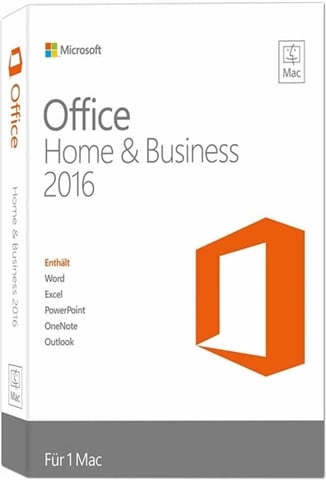 Microsoft
Mac
Office
Home & Business
2016
Enthält
Word
Excel
PowerPoint
OneNote
Outlook
Für 1 Mac
Office
Home & Business 2016
Mac